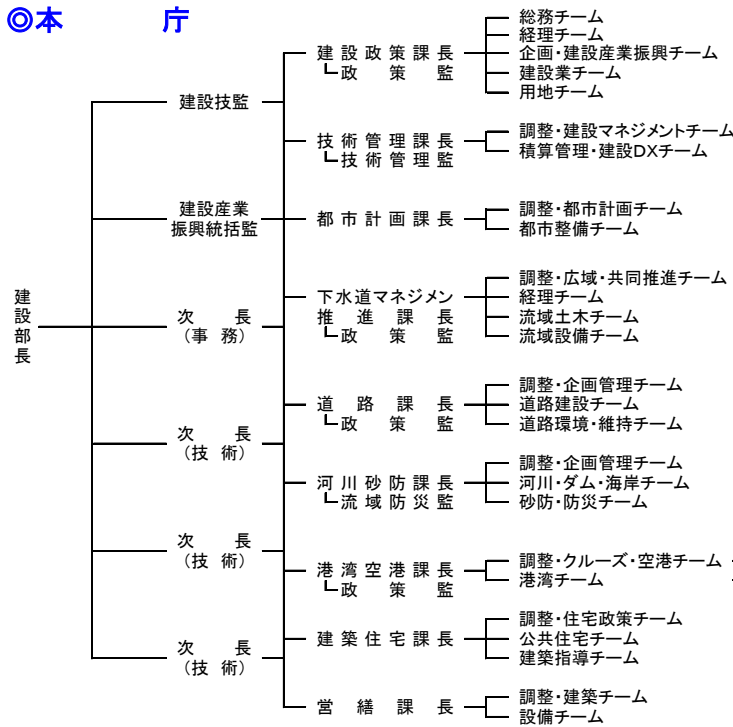 ◎本庁
建設部長
建設技監
建設産業
振興統括監
次長
(事務)
次長
(技術)
次長
(技術)
次長
(技術)
建設政策課長
政策監
総務チーム
経理チーム
企画・建設産業振興チーム
建設業チーム
用地チーム
技術管理課長
技術管理監
調整・建設マネジメントチーム
積算管理・建設DXチーム
都市計画課長
調整・都市計画チーム
都市整備チーム
下水道マネジメン
推進課長
政策監
調整・広域・共同推進チーム
経理チーム
流域土木チーム
流域設備チーム
道路課長
政策監
調整・企画管理チーム
道路建設チーム
道路環境・維持チーム
河川砂防課長
流域防災監
調整・企画管理チーム
河川・ダム・海岸チーム
砂防・防災チーム
港湾空港課長
政策監
調整・クルーズ・空港チーム
港湾チーム
建築住宅課長
調整・住宅政策チーム
公共住宅チーム
建築指導チーム
営繕課長
調整・建築チーム
設備チーム